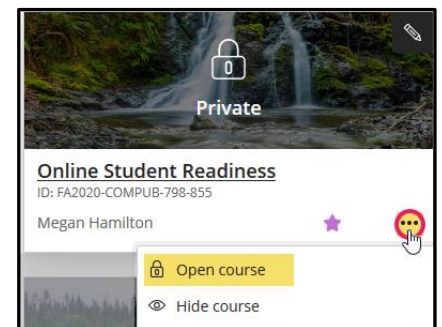 Private
Online Student Readiness
ID: FA2020-COMPUB-798-855
Megan Hamilton
Open course
Hide course